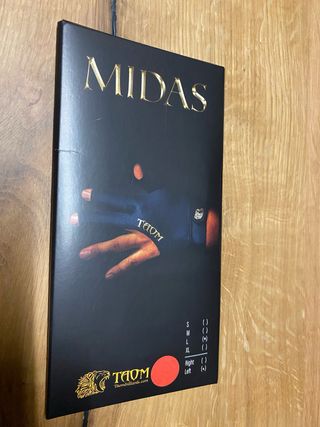 MIDAS
TAOM
S ( )
M ( )
L (•)
XL ( )
Right ( )
Left (•)
TAOM
Taombilliards.com